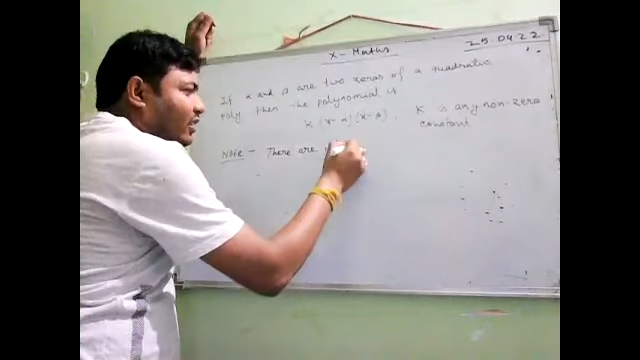 X - Maths
25.04.22
If α and β are two zeros of a quadratic
poly then the polynomial is
K (x-α) (x-β) , K is any non-zero
constant
Note - There are